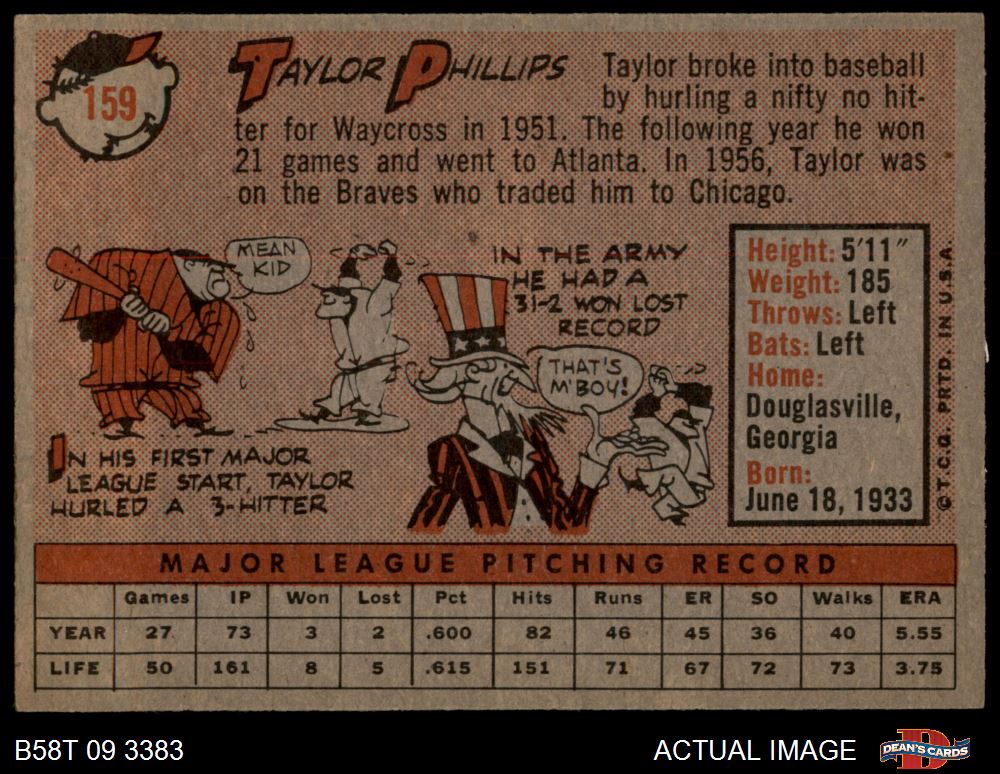 159
TAYLOR PHILLIPS
Taylor broke into baseball
by hurling a nifty no hit-
ter for Waycross in 1951. The following year he won
21 games and went to Atlanta. In 1956, Taylor was
on the Braves who traded him to Chicago.
MEAN
KID
IN HIS FIRST MAJOR
LEAGUE START, TAYLOR
HURLED A 3-HITTER
IN THE ARMY
HE HAD A
31-2 WON LOST
RECORD
THAT'S
M'BOY!
Height: 5'11"
Weight: 185
Throws: Left
Bats: Left
Home:
Douglasville,
Georgia
Born:
June 18, 1933
© T.C.G. PRTD. IN U.S.A.
MAJOR LEAGUE PITCHING RECORD
Games IP Won Lost Pct Hits Runs ER SO Walks ERA
YEAR 27 73 3 2 .600 82 46 45 36 40 5.55
LIFE 50 161 8 5 .615 151 71 67 72 73 3.75
B58T 09 3383 ACTUAL IMAGE
DEAN'S CARDS